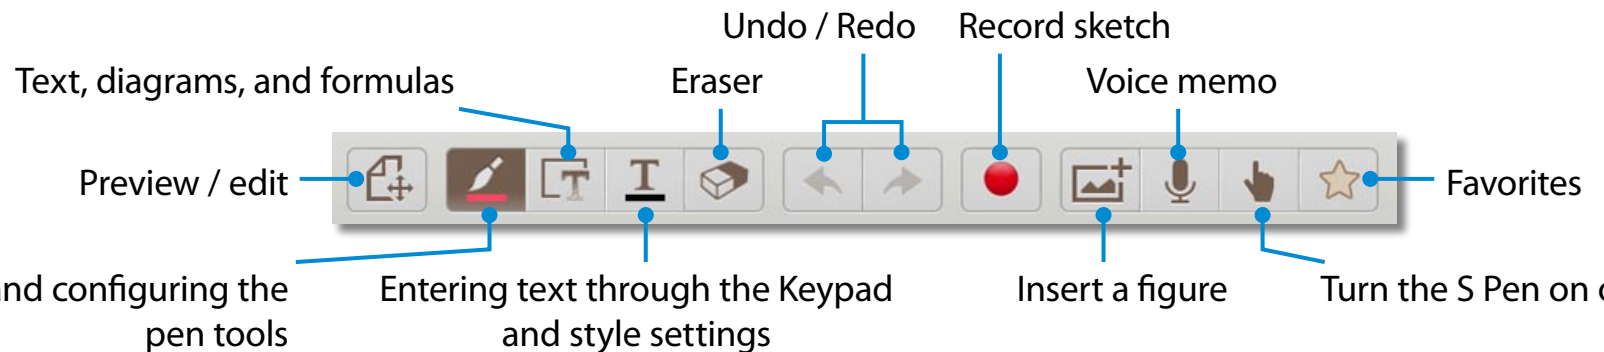 Undo / Redo
Record sketch
Text, diagrams, and formulas
Eraser
Voice memo
Preview / edit
Favorites
and configuring the
pen tools
Entering text through the Keypad
and style settings
Insert a figure
Turn the S Pen on